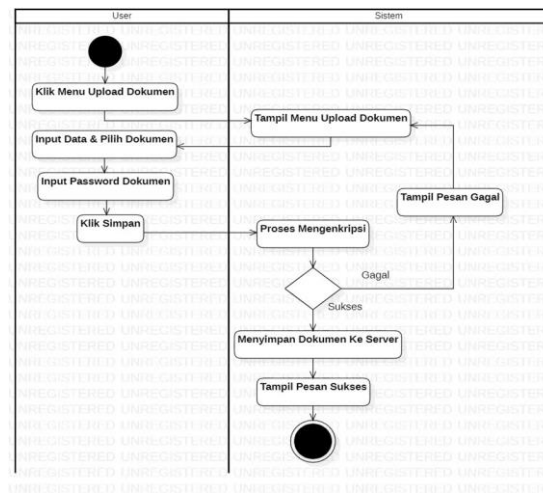 User
Sistem
Klik Menu Upload Dokumen
Tampil Menu Upload Dokumen
Input Data & Pilih Dokumen
Input Password Dokumen
Tampil Pesan Gagal
Klik Simpan
Proses Mengenkripsi
Gagal
Sukses
Menyimpan Dokumen Ke Server
Tampil Pesan Sukses
UNREGISTERED